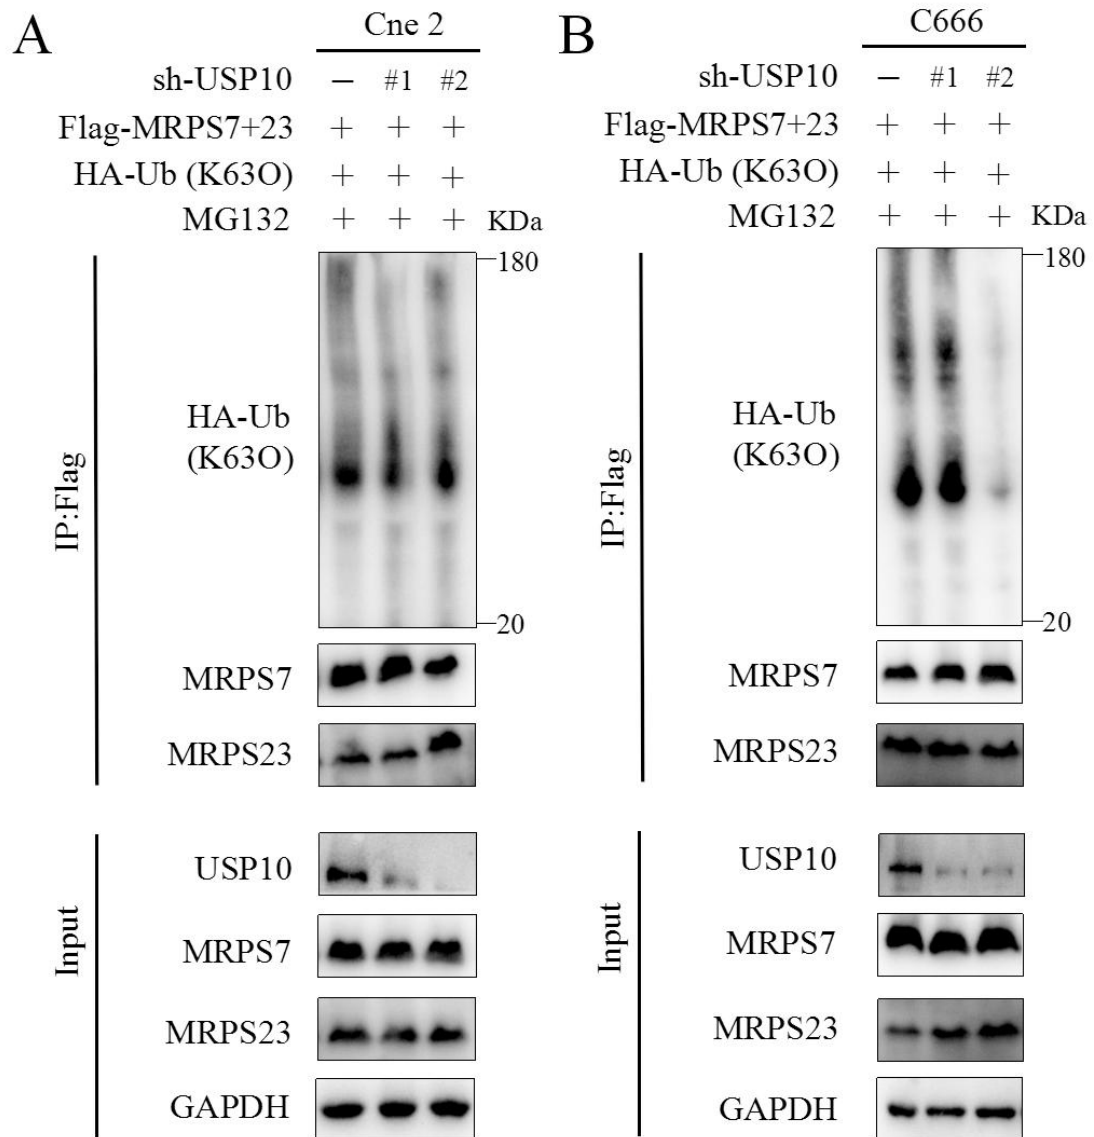 A
Cne 2
sh-USP10 – #1 #2
Flag-MRPS7+23 + + +
HA-Ub (K63O) + + +
MG132 + + + KDa
180
HA-Ub
(K63O)
20
IP:Flag
MRPS7
MRPS23
USP10
Input
MRPS7
MRPS23
GAPDH
B
C666
sh-USP10 – #1 #2
Flag-MRPS7+23 + + +
HA-Ub (K63O) + + +
MG132 + + + KDa
180
HA-Ub
(K63O)
20
IP:Flag
MRPS7
MRPS23
USP10
Input
MRPS7
MRPS23
GAPDH